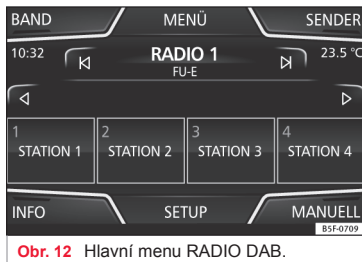 BAND MENÜ SENDER
10:32 RADIO 1 23.5 °C
FU-E
1 2 3 4
STATION 1 STATION 2 STATION 3 STATION 4
INFO SETUP MANUELL
B5F-0709
Obr. 12 Hlavní menu RADIO DAB.